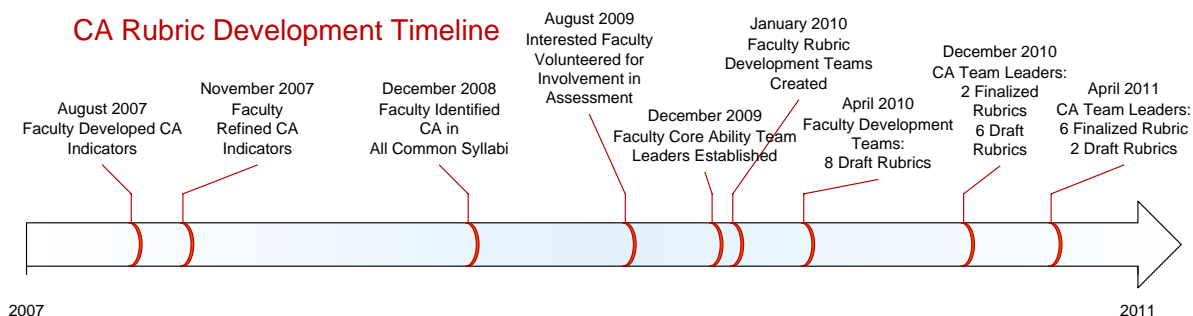 CA Rubric Development Timeline
August 2007
Faculty Developed CA
Indicators
November 2007
Faculty
Refined CA
Indicators
December 2008
Faculty Identified
CA in
All Common Syllabi
August 2009
Interested Faculty
Volunteered for
Involvement in
Assessment
December 2009
Faculty Core Ability Team
Leaders Established
January 2010
Faculty Rubric
Development Teams
Created
April 2010
Faculty Development
Teams:
8 Draft Rubrics
December 2010
CA Team Leaders:
2 Finalized
Rubrics
6 Draft
Rubrics
April 2011
CA Team Leaders:
6 Finalized Rubric
2 Draft Rubrics
2007
2011